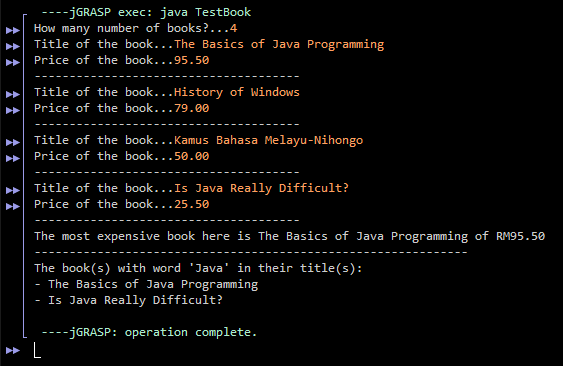 ----jGRASP exec: java TestBook
How many number of books?...4
Title of the book...The Basics of Java Programming
Price of the book...95.50
--------------------------------------
Title of the book...History of Windows
Price of the book...79.00
--------------------------------------
Title of the book...Kamus Bahasa Melayu-Nihongo
Price of the book...50.00
--------------------------------------
Title of the book...Is Java Really Difficult?
Price of the book...25.50
--------------------------------------
The most expensive book here is The Basics of Java Programming of RM95.50
--------------------------------------------------------------
The book(s) with word 'Java' in their title(s):
- The Basics of Java Programming
- Is Java Really Difficult?
----jGRASP: operation complete.